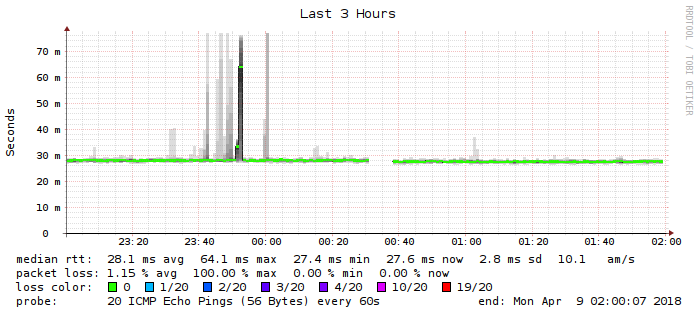 Last 3 Hours
RRDTOOL / TOBI OETIKER
Seconds
70 m
60 m
50 m
40 m
30 m
20 m
10 m
0
23:20 23:40 00:00 00:20 00:40 01:00 01:20 01:40 02:00
median rtt: 28.1 ms avg 64.1 ms max 27.4 ms min 27.6 ms now 2.8 ms sd 10.1 am/s
packet loss: 1.15 % avg 100.00 % max 0.00 % min 0.00 % now
loss color: 0 1/20 2/20 3/20 4/20 10/20 19/20
probe: 20 ICMP Echo Pings (56 Bytes) every 60s end: Mon Apr 9 02:00:07 2018